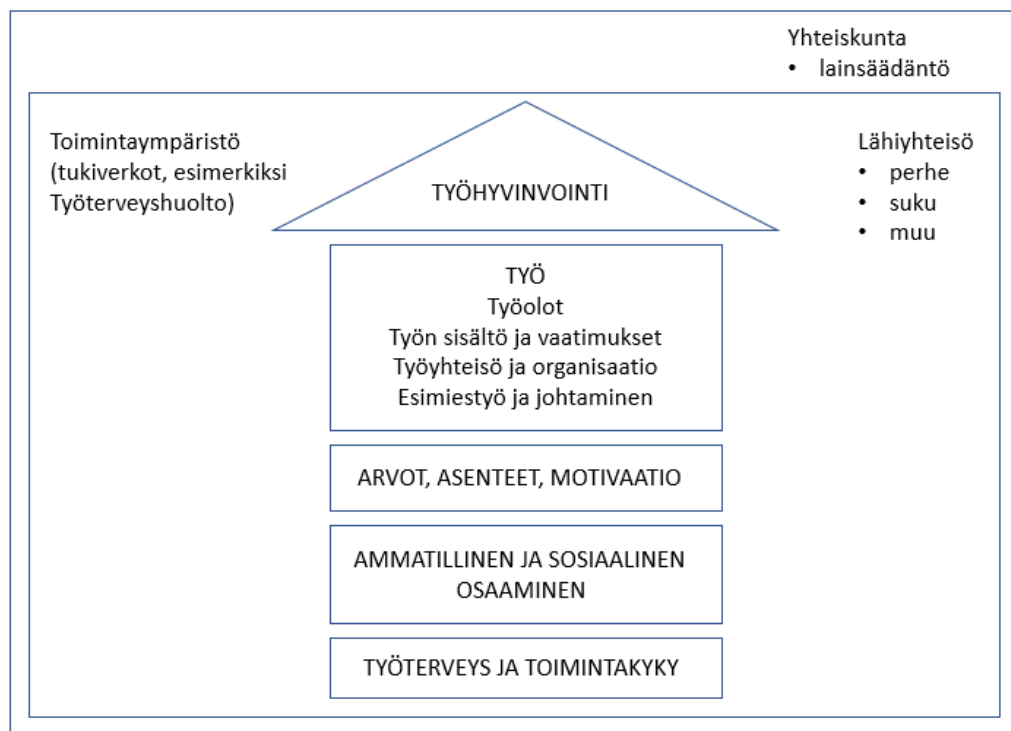 Yhteiskunta
• lainsäädäntö
Toimintaympäristö
(tukiverkot, esimerkiksi
Työterveyshuolto)
Lähiyhteisö
• perhe
• suku
• muu
TYÖHYVINVOINTI
TYÖ
Työolot
Työn sisältö ja vaatimukset
Työyhteisö ja organisaatio
Esimiestyö ja johtaminen
ARVOT, ASENTEET, MOTIVAATIO
AMMATILLINEN JA SOSIAALINEN
OSAAMINEN
TYÖTERVEYS JA TOIMINTAKYKY